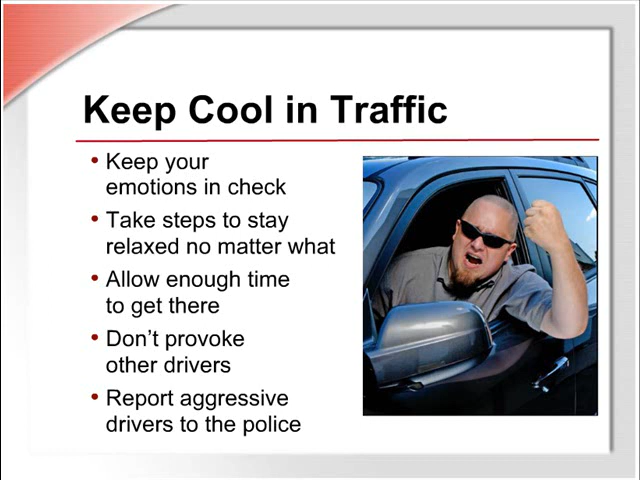 Keep Cool in Traffic
• Keep your
emotions in check
• Take steps to stay
relaxed no matter what
• Allow enough time
to get there
• Don’t provoke
other drivers
• Report aggressive
drivers to the police